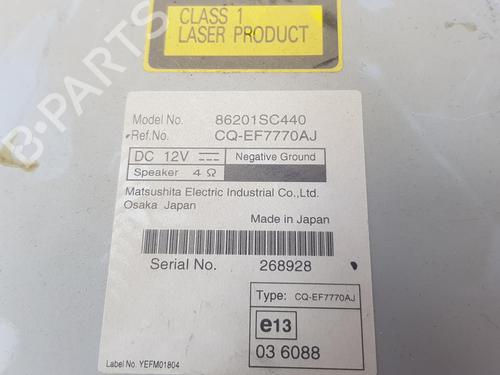 CLASS 1
LASER PRODUCT
Model No. 86201SC440
Ref.No. CQ-EF7770AJ
DC 12V Negative Ground
Speaker 4 Ω
Matsushita Electric Industrial Co.,Ltd.
Osaka Japan
Made in Japan
Serial No. 268928
Type: CQ-EF7770AJ
e13
03 6088
Label No. YEFM01804